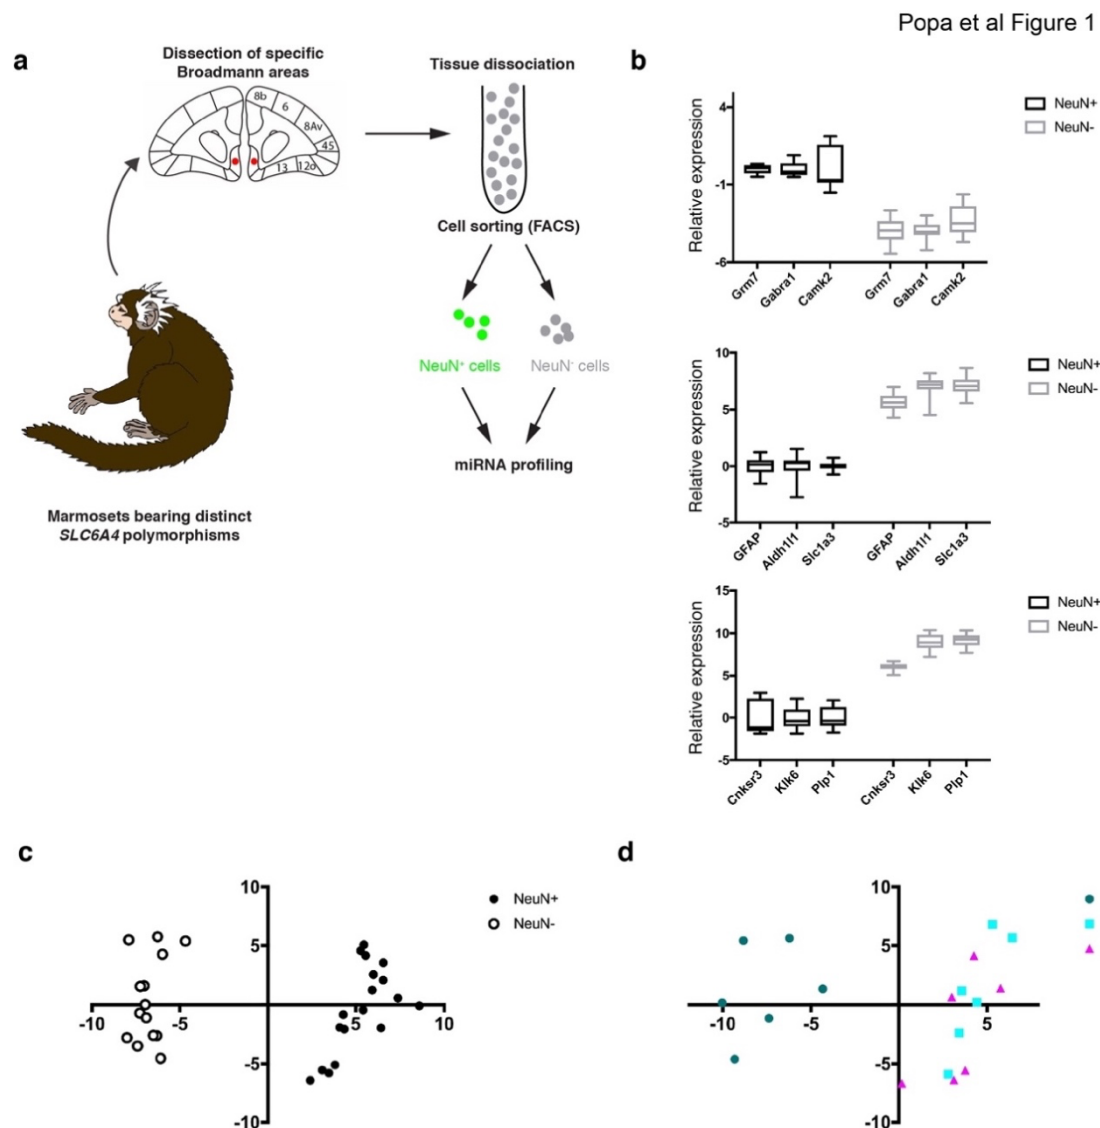 Popa et al Figure 1
a
Dissection of specific
Broadmann areas
8b
6
8Av
45
13
12o
Tissue dissociation
Cell sorting (FACS)
NeuN⁺ cells
NeuN⁻ cells
miRNA profiling
Marmosets bearing distinct
SLC6A4 polymorphisms
b
Relative expression
4
-1
-6
Grm7
Gabra1
Camk2
Grm7
Gabra1
Camk2
NeuN+
NeuN-
Relative expression
10
5
0
-5
GFAP
Aldh1l1
Slc1a3
GFAP
Aldh1l1
Slc1a3
NeuN+
NeuN-
Relative expression
15
10
5
0
-5
Cnksr3
Klk6
Plp1
Cnksr3
Klk6
Plp1
NeuN+
NeuN-
c
10
5
-10
-5
5
10
-5
-10
NeuN+
NeuN-
d
10
5
-10
-5
5
-5
-10